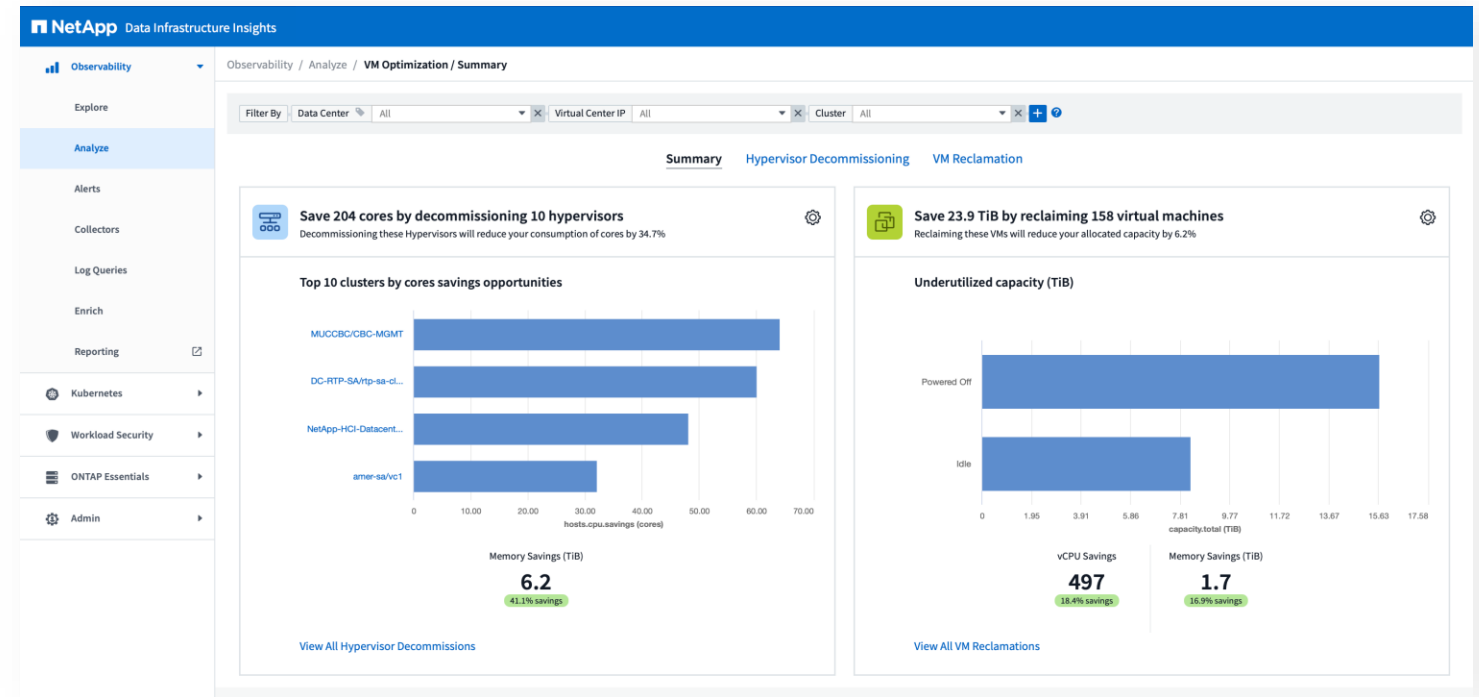 NetApp Data Infrastructure Insights
Observability
Explore
Analyze
Alerts
Collectors
Log Queries
Enrich
Reporting
Kubernetes
Workload Security
ONTAP Essentials
Admin
Observability / Analyze / VM Optimization / Summary
Filter By Data Center All Virtual Center IP All Cluster All
Summary Hypervisor Decommissioning VM Reclamation
Save 204 cores by decommissioning 10 hypervisors
Decommissioning these Hypervisors will reduce your consumption of cores by 34.7%
Top 10 clusters by cores savings opportunities
MUCCBC/CBC-MGMT
DC-RTP-SA/rtp-sa-cl...
NetApp-HCI-Datacent...
amer-sa/vc1
0 10.00 20.00 30.00 40.00 50.00 60.00 70.00
hosts.cpu.savings (cores)
Memory Savings (TiB)
6.2
41.1% savings
View All Hypervisor Decommissions
Save 23.9 TiB by reclaiming 158 virtual machines
Reclaiming these VMs will reduce your allocated capacity by 6.2%
Underutilized capacity (TiB)
Powered Off
Idle
0 1.95 3.91 5.86 7.81 9.77 11.72 13.67 15.63 17.58
capacity.total (TiB)
vCPU Savings
497
18.4% savings
Memory Savings (TiB)
1.7
16.9% savings
View All VM Reclamations